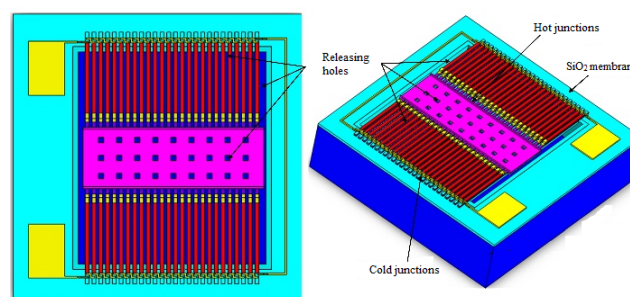 Releasing
holes
Hot junctions
SiO2 membran
Cold junctions